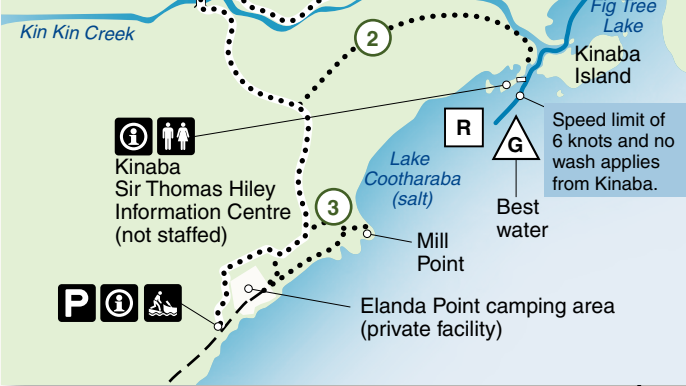 Fig Tree
Lake
Kin Kin Creek
2
Kinaba
Island
Speed limit of
6 knots and no
wash applies
from Kinaba.
R
G
Best
water
Lake
Cootharaba
(salt)
i
Kinaba
Sir Thomas Hiley
Information Centre
(not staffed)
3
Mill
Point
P
i
Elanda Point camping area
(private facility)